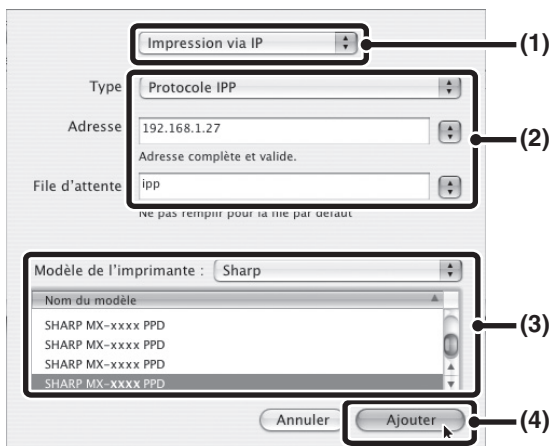 Impression via IP
(1)
Type Protocole IPP
Adresse 192.168.1.27
Adresse complète et valide.
(2)
File d'attente ipp
Ne pas remplir pour la file par défaut
Modèle de l'imprimante : Sharp
Nom du modèle
SHARP MX-xxxx PPD
SHARP MX-xxxx PPD
(3)
SHARP MX-xxxx PPD
SHARP MX-xxxx PPD
Annuler Ajouter (4)